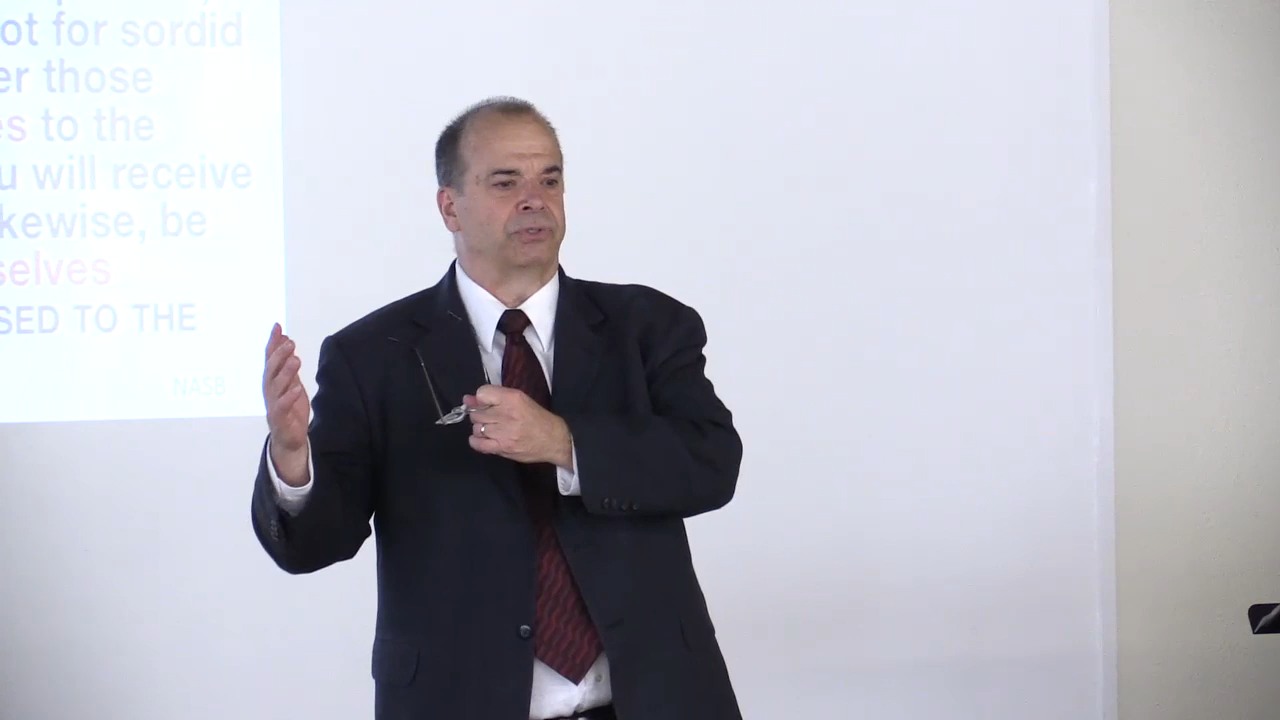 ot for sordid
er those
es to the
u will receive
kewise, be
selves
SED TO THE
NASB